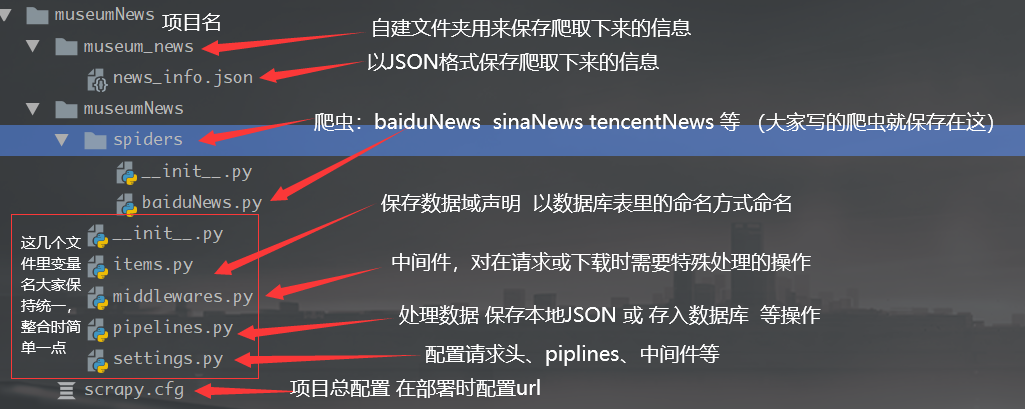 museumNews 项目名
museum_news 自建文件夹用来保存爬取下来的信息
news_info.json 以JSON格式保存爬取下来的信息
museumNews
spiders 爬虫：baiduNews sinaNews tencentNews 等 （大家写的爬虫就保存在这）
__init__.py
baiduNews.py
保存数据域声明 以数据库表里的命名方式命名
__init__.py
items.py
middlewares.py 中间件，对在请求或下载时需要特殊处理的操作
pipelines.py 处理数据 保存本地JSON 或 存入数据库 等操作
settings.py 配置请求头、piplines、中间件等
这几个文
件里变量
名大家保
持统一，
整合时简
单一点
scrapy.cfg 项目总配置 在部署时配置url